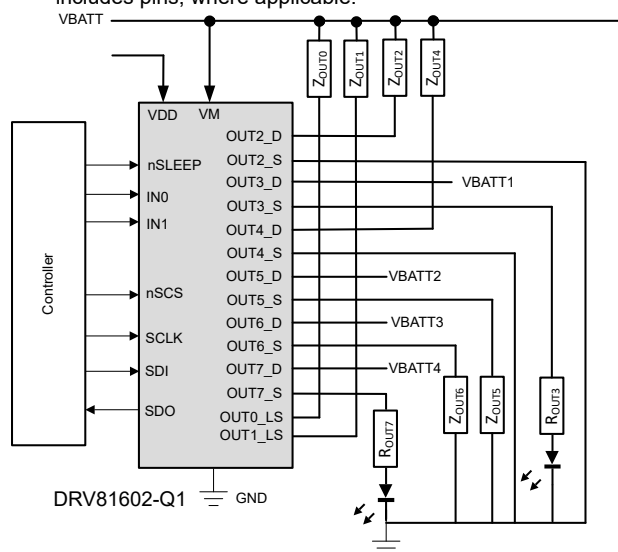 includes pins, where applicable.
VBATT
ZOUT0
ZOUT1
ZOUT2
ZOUT4
VDD
VM
OUT2_D
OUT2_S
OUT3_D
VBATT1
OUT3_S
OUT4_D
OUT4_S
OUT5_D
VBATT2
OUT5_S
OUT6_D
VBATT3
OUT6_S
OUT7_D
VBATT4
OUT7_S
OUT0_LS
OUT1_LS
nSLEEP
IN0
IN1
nSCS
SCLK
SDI
SDO
Controller
ROUT7
ZOUT6
ZOUT5
ROUT3
DRV81602-Q1
GND